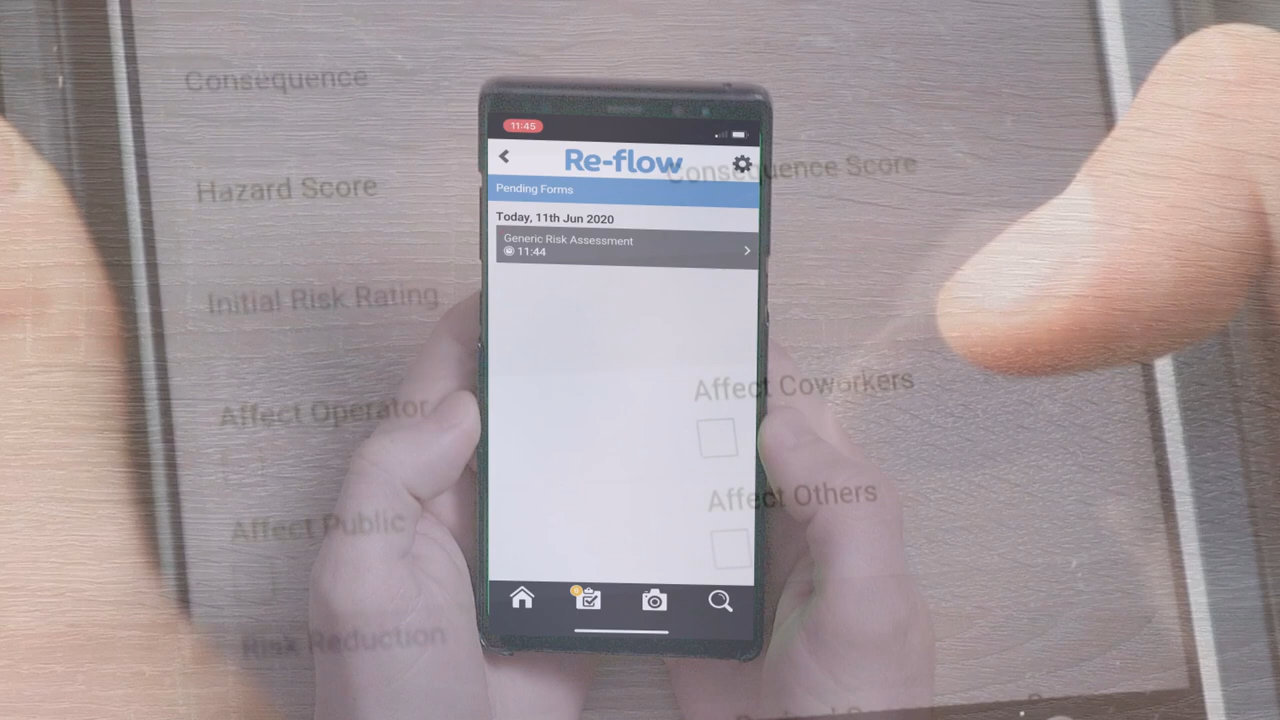 Consequence
11:45
Re-flow
Consequence Score
Hazard Score
Pending Forms
Today, 11th Jun 2020
Generic Risk Assessment
11:44
Initial Risk Rating
Affect Coworkers
Affect Operator
Affect Others
Affect Public
Risk Reduction